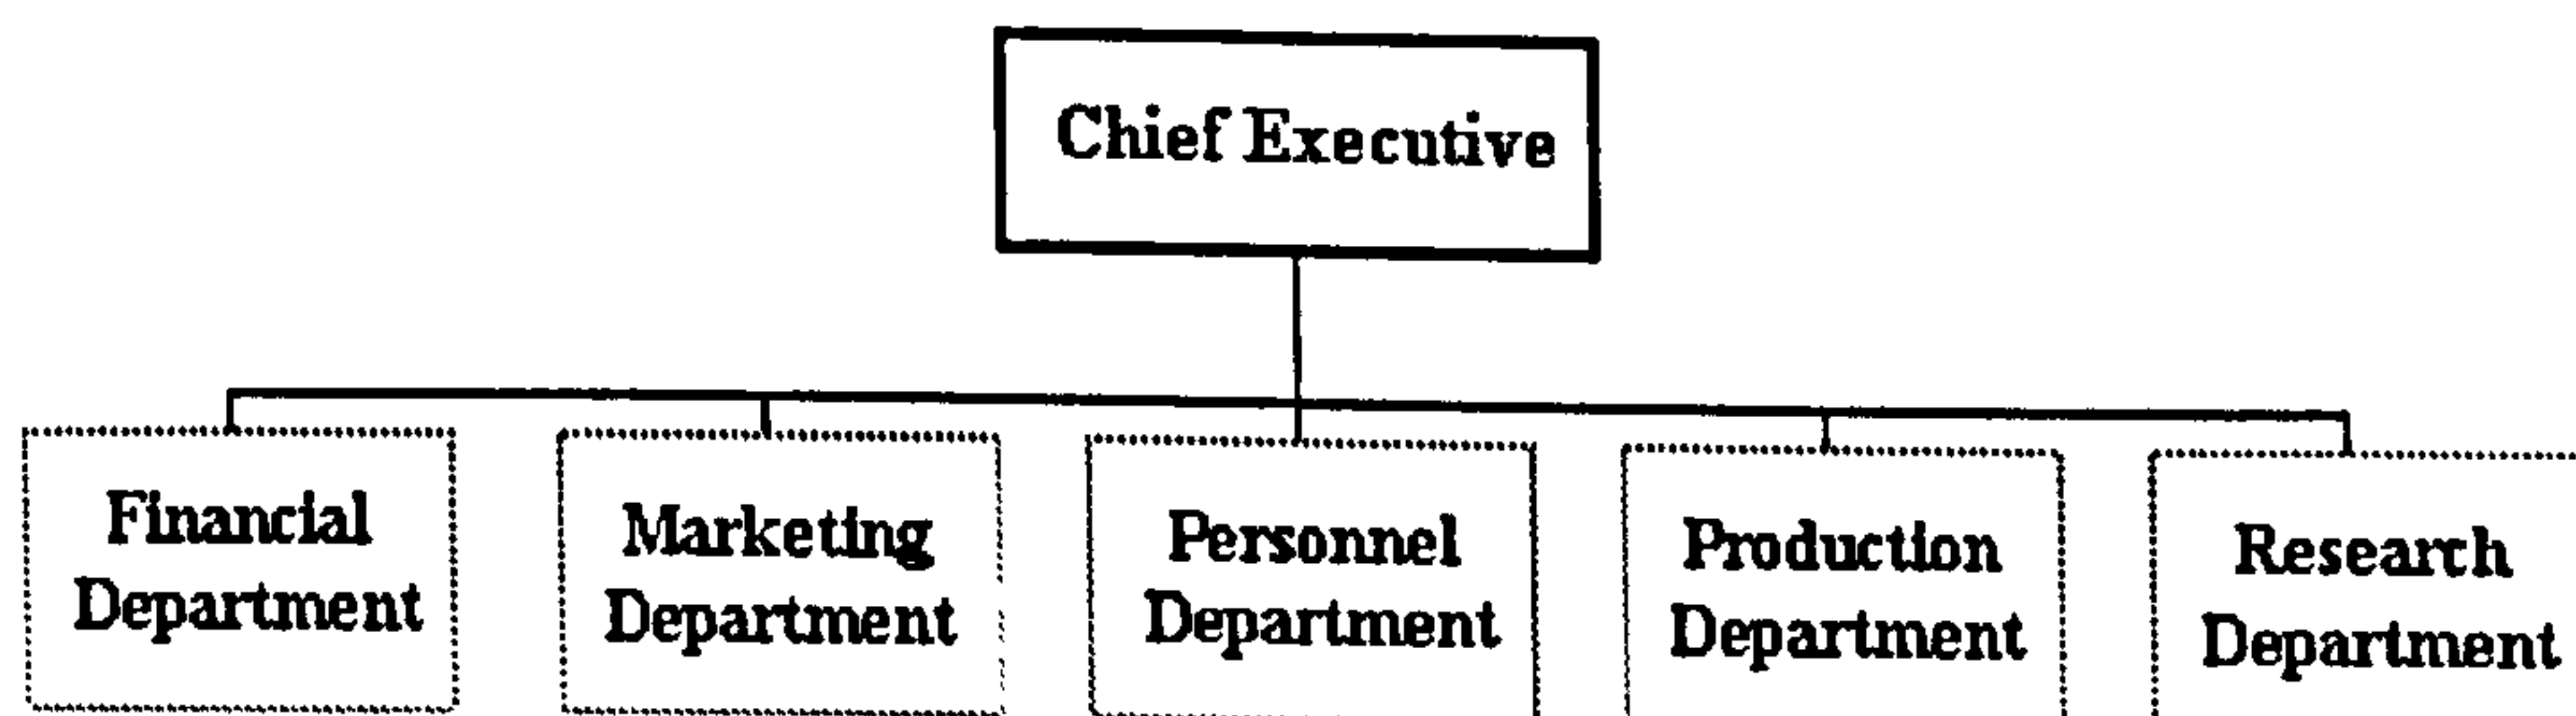 Chief Executive
Financial
Department
Marketing
Department
Personnel
Department
Production
Department
Research
Department